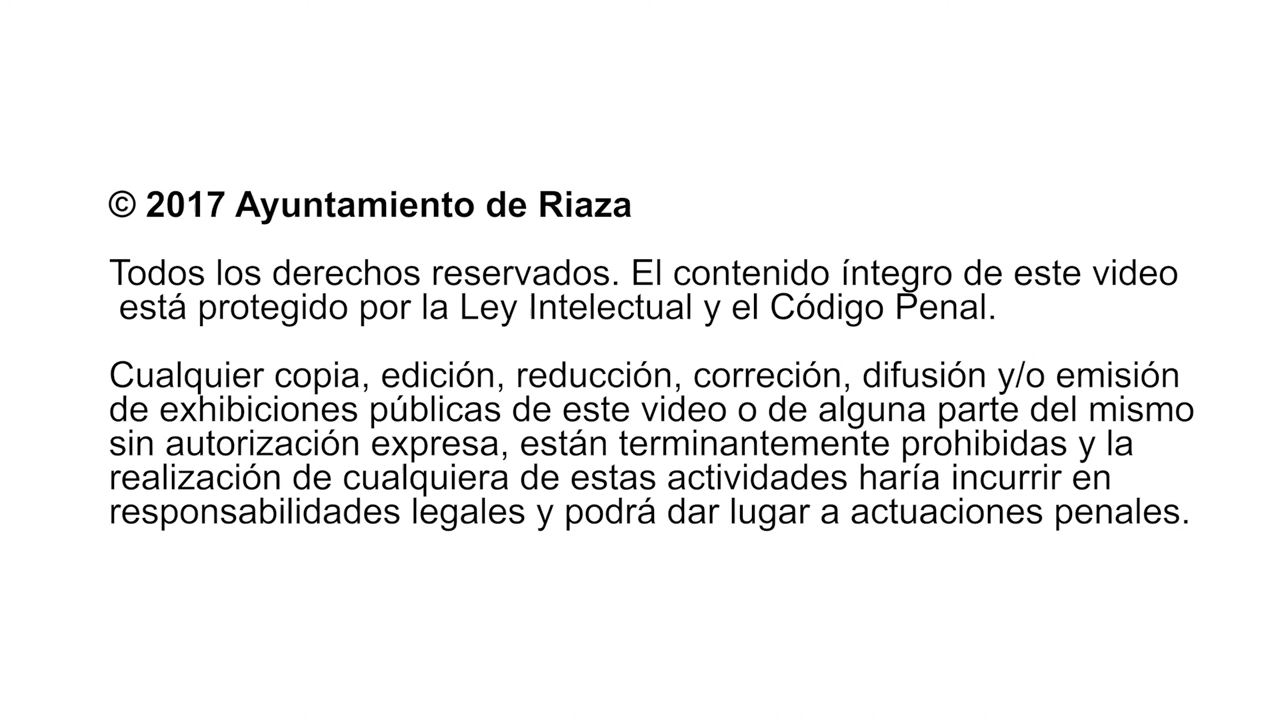 © 2017 Ayuntamiento de Riaza
Todos los derechos reservados. El contenido íntegro de este video
está protegido por la Ley Intelectual y el Código Penal.
Cualquier copia, edición, reducción, correción, difusión y/o emisión
de exhibiciones públicas de este video o de alguna parte del mismo
sin autorización expresa, están terminantemente prohibidas y la
realización de cualquiera de estas actividades haría incurrir en
responsabilidades legales y podrá dar lugar a actuaciones penales.